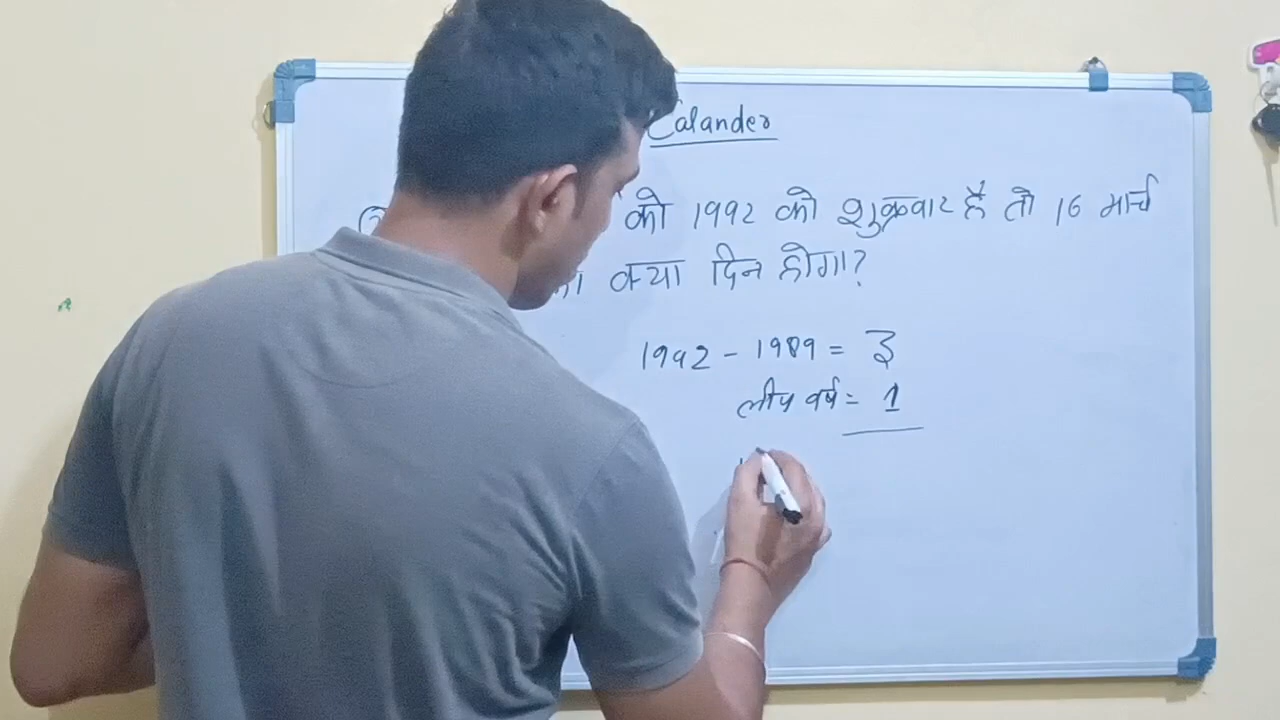 Calander
को 1992 को शुक्रवार है तो 16 मार्च
क्या दिन होगा?
1992 - 1989 = 3
लीप वर्ष = 1